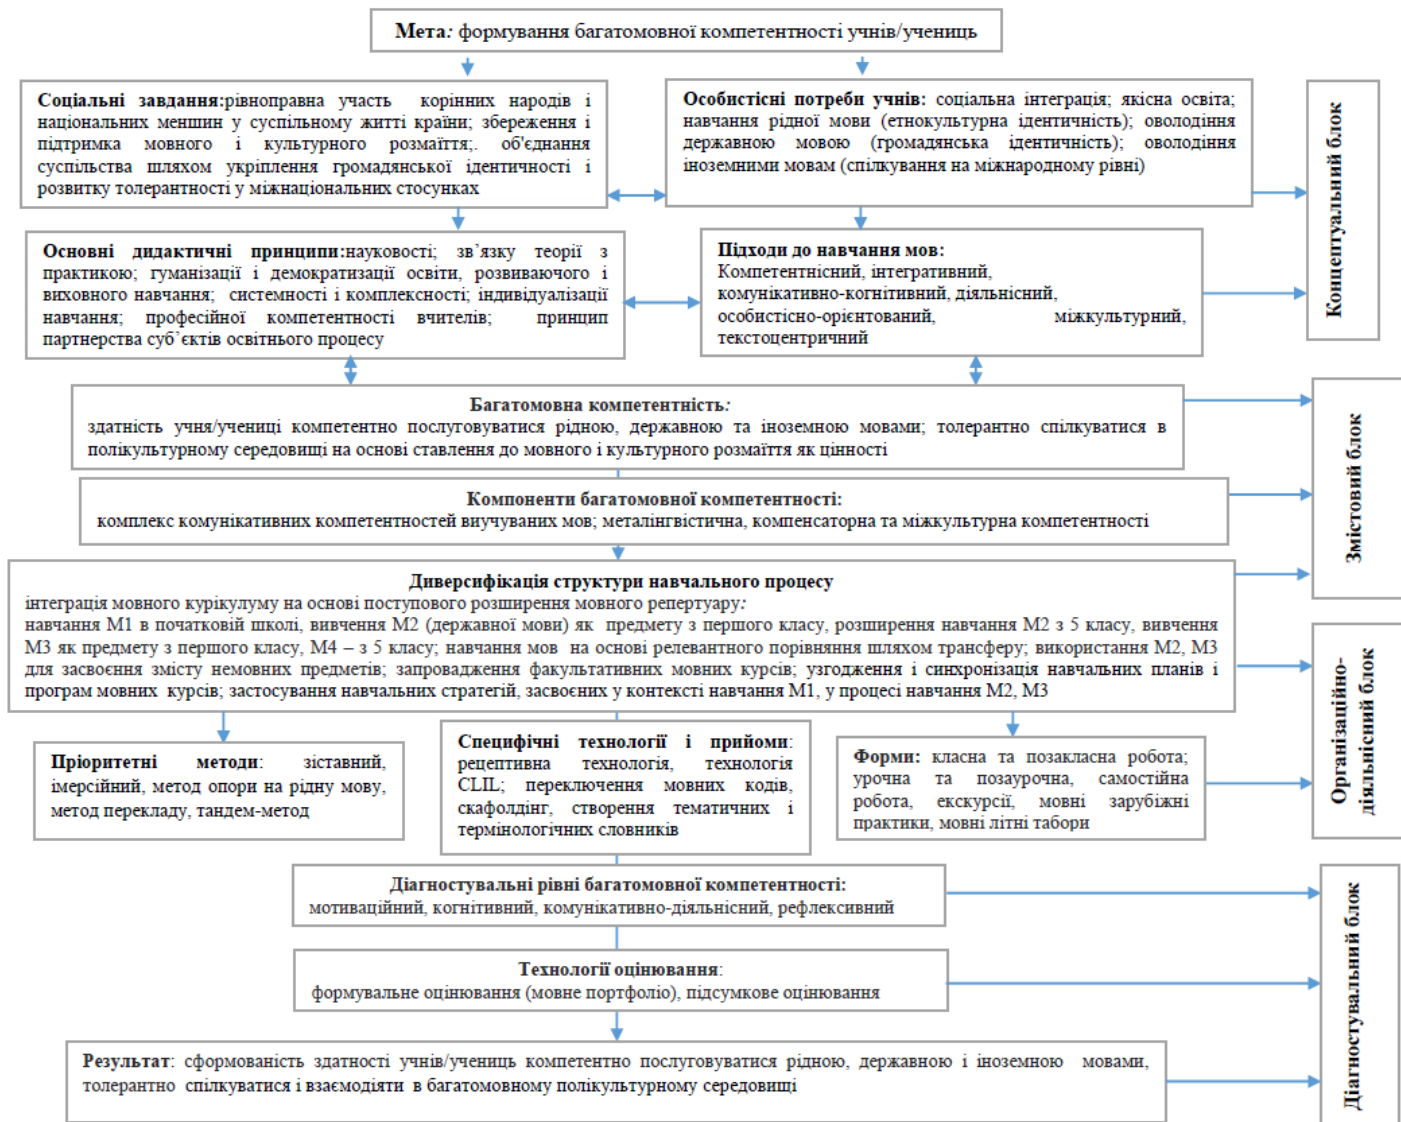 Мета: формування багатомовної компетентності учнів/учениць
Соціальні завдання:рівноправна участь корінних народів і
національних меншин у суспільному житті країни; збереження і
підтримка мовного і культурного розмаїття;. об'єднання
суспільства шляхом укріплення громадянської ідентичності і
розвитку толерантності у міжнаціональних стосунках
Особистісні потреби учнів: соціальна інтеграція; якісна освіта;
навчання рідної мови (етнокультурна ідентичність); оволодіння
державною мовою (громадянська ідентичність); оволодіння
іноземними мовам (спілкування на міжнародному рівні)
Концептуальний блок
Основні дидактичні принципи:науковості; зв’язку теорії з
практикою; гуманізації і демократизації освіти, розвиваючого і
виховного навчання; системності і комплексності; індивідуалізації
навчання; професійної компетентності вчителів; принцип
партнерства суб’єктів освітнього процесу
Підходи до навчання мов:
Компетентнісний, інтегративний,
комунікативно-когнітивний, діяльнісний,
особистісно-орієнтований, міжкультурний,
текстоцентричний
Багатомовна компетентність:
здатність учня/учениці компетентно послуговуватися рідною, державною та іноземною мовами; толерантно спілкуватися в
полікультурному середовищі на основі ставлення до мовного і культурного розмаїття як цінності
Змістовий блок
Компоненти багатомовної компетентності:
комплекс комунікативних компетентностей виучуваних мов; металінгвістична, компенсаторна та міжкультурна компетентності
Диверсифікація структури навчального процесу
інтеграція мовного курікулуму на основі поступового розширення мовного репертуару:
навчання М1 в початковій школі, вивчення М2 (державної мови) як предмету з першого класу, розширення навчання М2 з 5 класу, вивчення
М3 як предмету з першого класу, М4 – з 5 класу; навчання мов на основі релевантного порівняння шляхом трансферу; використання М2, М3
для засвоєння змісту немовних предметів; запровадження факультативних мовних курсів; узгодження і синхронізація навчальних планів і
програм мовних курсів; застосування навчальних стратегій, засвоєних у контексті навчання М1, у процесі навчання М2, М3
Організаційно-
діяльнісний блок
Пріоритетні методи: зіставний,
імерсійний, метод опори на рідну мову,
метод перекладу, тандем-метод
Специфічні технології і прийоми:
рецептивна технологія, технологія
CLIL; переключення мовних кодів,
скафолдінг, створення тематичних і
термінологічних словників
Форми: класна та позакласна робота;
урочна та позаурочна, самостійна
робота, екскурсії, мовні зарубіжні
практики, мовні літні табори
Діагностувальні рівні багатомовної компетентності:
мотиваційний, когнітивний, комунікативно-діяльнісний, рефлексивний
Технології оцінювання:
формувальне оцінювання (мовне портфоліо), підсумкове оцінювання
Діагностувальний блок
Результат: сформованість здатності учнів/учениць компетентно послуговуватися рідною, державною і іноземною мовами,
толерантно спілкуватися і взаємодіяти в багатомовному полікультурному середовищі